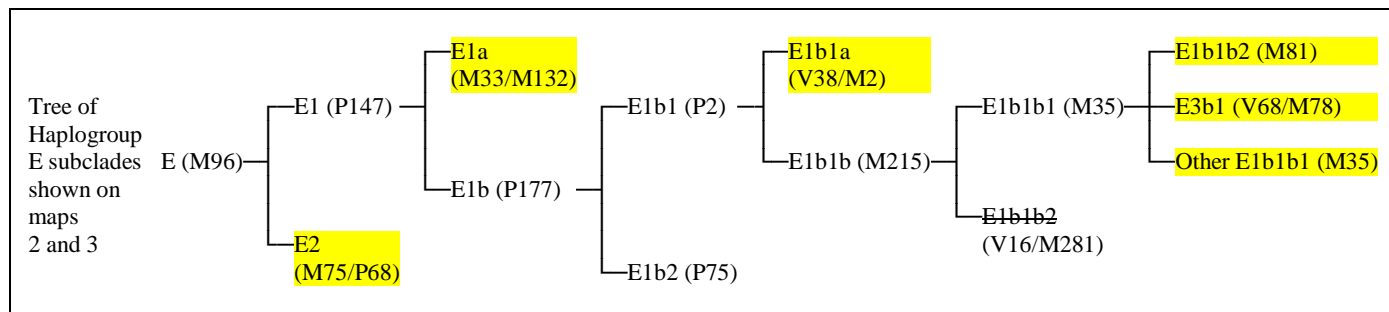 Tree of
Haplogroup
E subclades
shown on
maps
2 and 3
E (M96)
E1 (P147)
E2
(M75/P68)
E1a
(M33/M132)
E1b (P177)
E1b1 (P2)
E1b2 (P75)
E1b1a
(V38/M2)
E1b1b (M215)
E1b1b1 (M35)
E1b1b2
(V16/M281)
E1b1b2 (M81)
E3b1 (V68/M78)
Other E1b1b1 (M35)